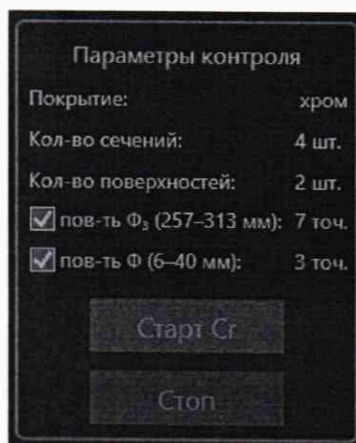 Параметры контроля
Покрытие: хром
Кол-во сечений: 4 шт.
Кол-во поверхностей: 2 шт.
пов-ть Ф₃ (257–313 мм): 7 точ.
пов-ть Ф (6–40 мм): 3 точ.
Старт Cr
Стоп